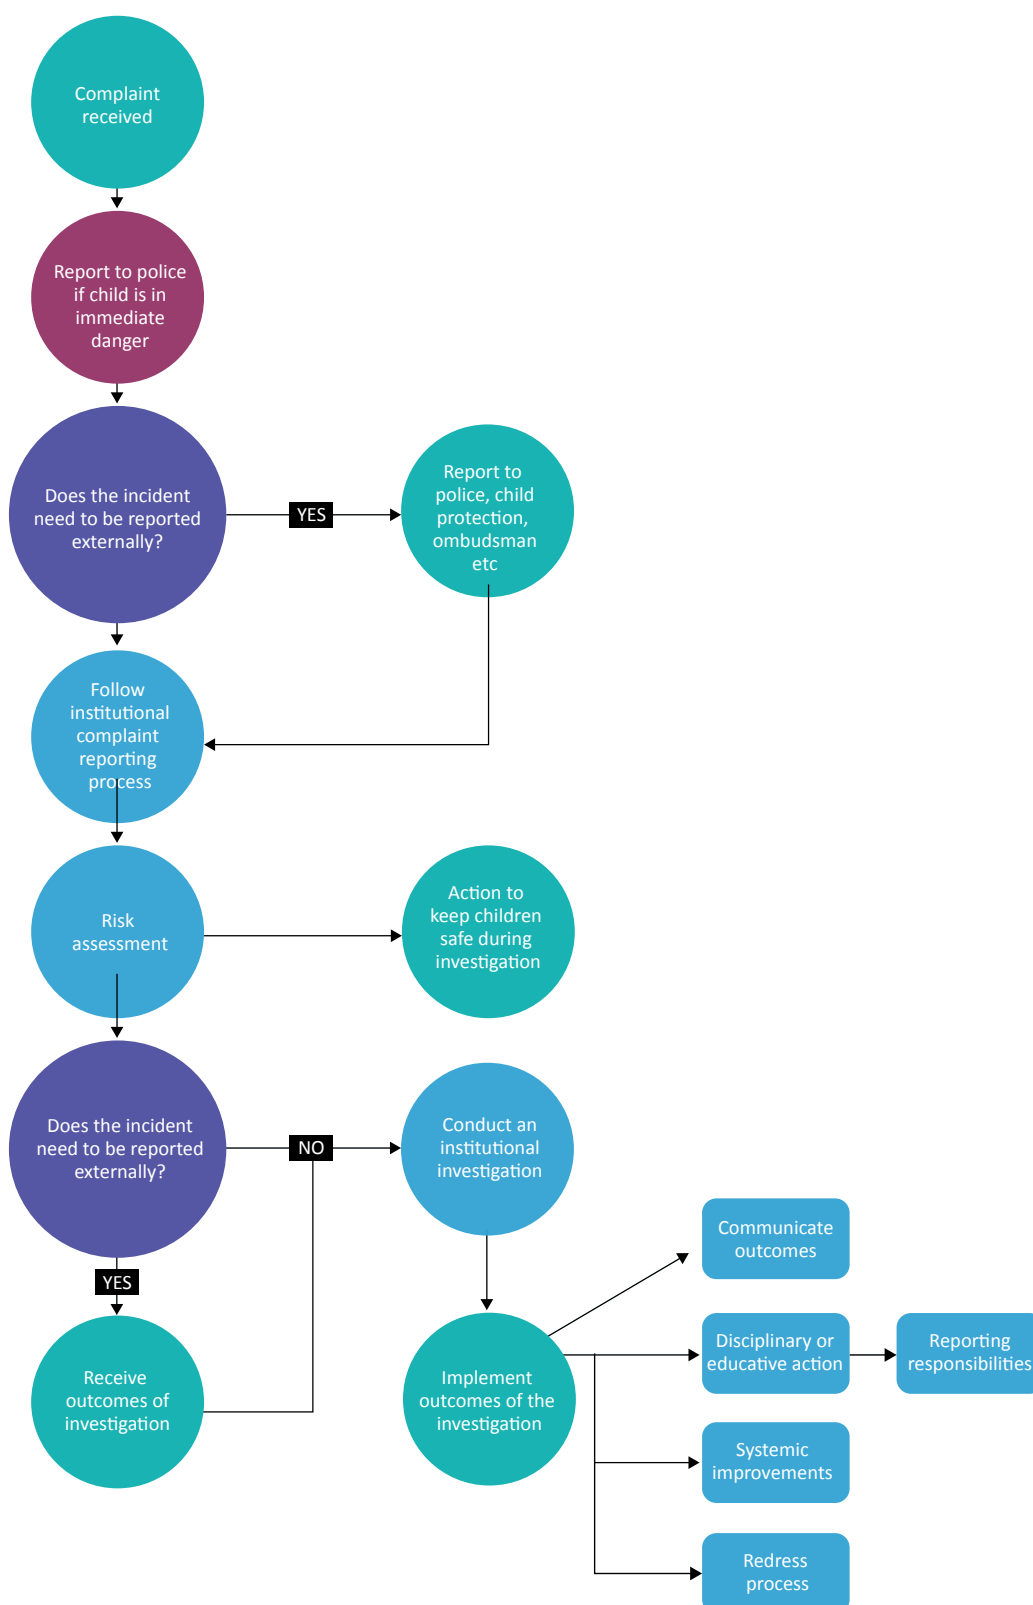 Complaint
received
Report to police
if child is in
immediate
danger
Does the incident
need to be reported
externally?
YES
Report to
police, child
protection,
ombudsman
etc
Follow
institutional
complaint
reporting
process
Risk
assessment
Action to
keep children
safe during
investigation
Does the incident
need to be reported
externally?
NO
Conduct an
institutional
investigation
YES
Receive
outcomes of
investigation
Implement
outcomes of the
investigation
Communicate
outcomes
Disciplinary or
educative action
Reporting
responsibilities
Systemic
improvements
Redress
process